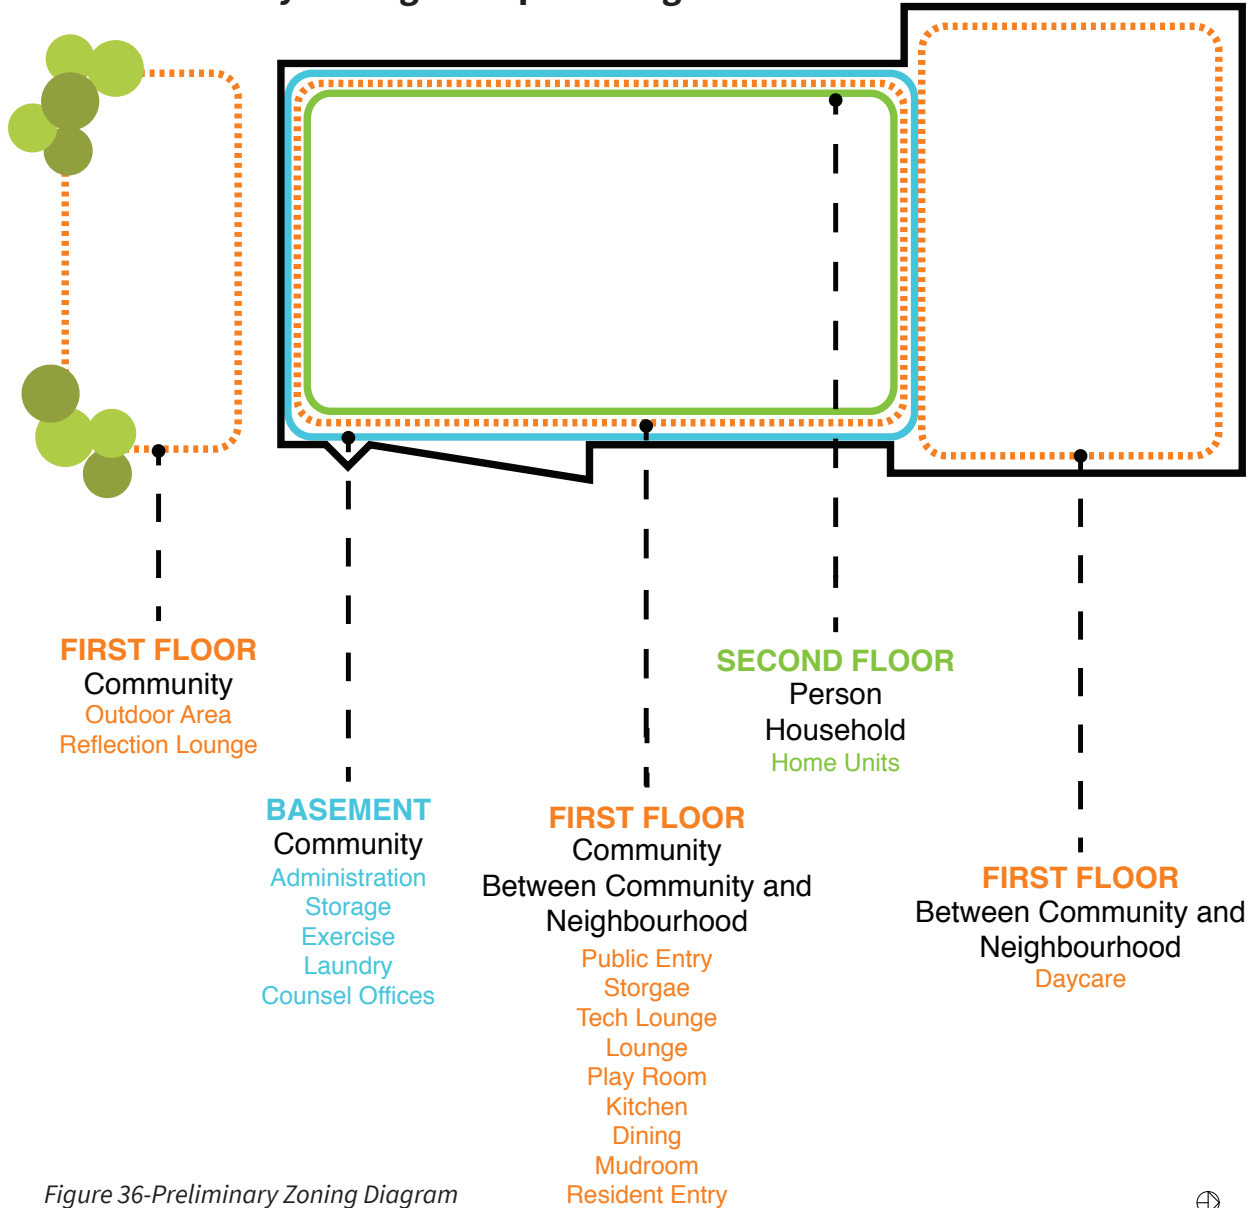 FIRST FLOOR
Community
Outdoor Area
Reflection Lounge
BASEMENT
Community
Administration
Storage
Exercise
Laundry
Counsel Offices
FIRST FLOOR
Community
Between Community and
Neighbourhood
Public Entry
Storgae
Tech Lounge
Lounge
Play Room
Kitchen
Dining
Mudroom
Resident Entry
SECOND FLOOR
Person
Household
Home Units
FIRST FLOOR
Between Community and
Neighbourhood
Daycare
Figure 36-Preliminary Zoning Diagram